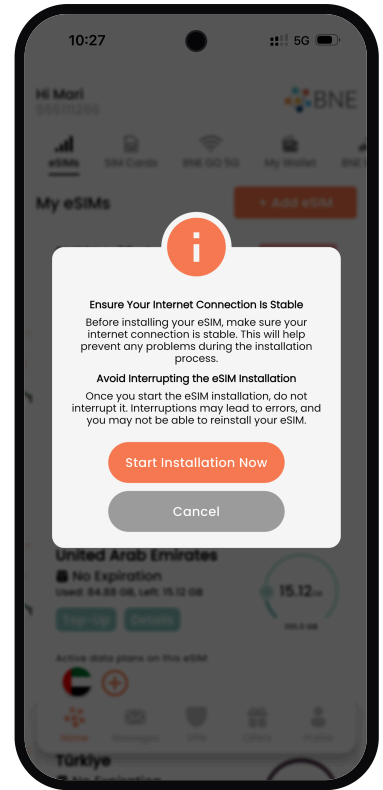 10:27
5G
Hi Mari
BNE
eSIMs
SIM Cards
BNE GO 5G
My Wallet
BNE
My eSIMs
+ Add eSIM
i
Ensure Your Internet Connection Is Stable
Before installing your eSIM, make sure your
internet connection is stable. This will help
prevent any problems during the installation
process.
Avoid Interrupting the eSIM Installation
Once you start the eSIM installation, do not
interrupt it. Interruptions may lead to errors, and
you may not be able to reinstall your eSIM.
Start Installation Now
Cancel
United Arab Emirates
No Expiration
Used: 84.88 GB, Left: 15.12 GB
15.12
Top-Up
Details
100.0 GB
Active data plans on this eSIM
Home
Messages
VPN
Offers
Profile
Türkiye
No Expiration